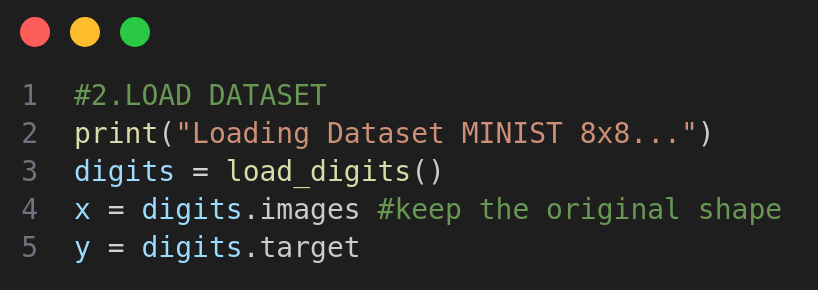 1 #2.LOAD DATASET
2 print("Loading Dataset MINIST 8x8...")
3 digits = load_digits()
4 x = digits.images #keep the original shape
5 y = digits.target